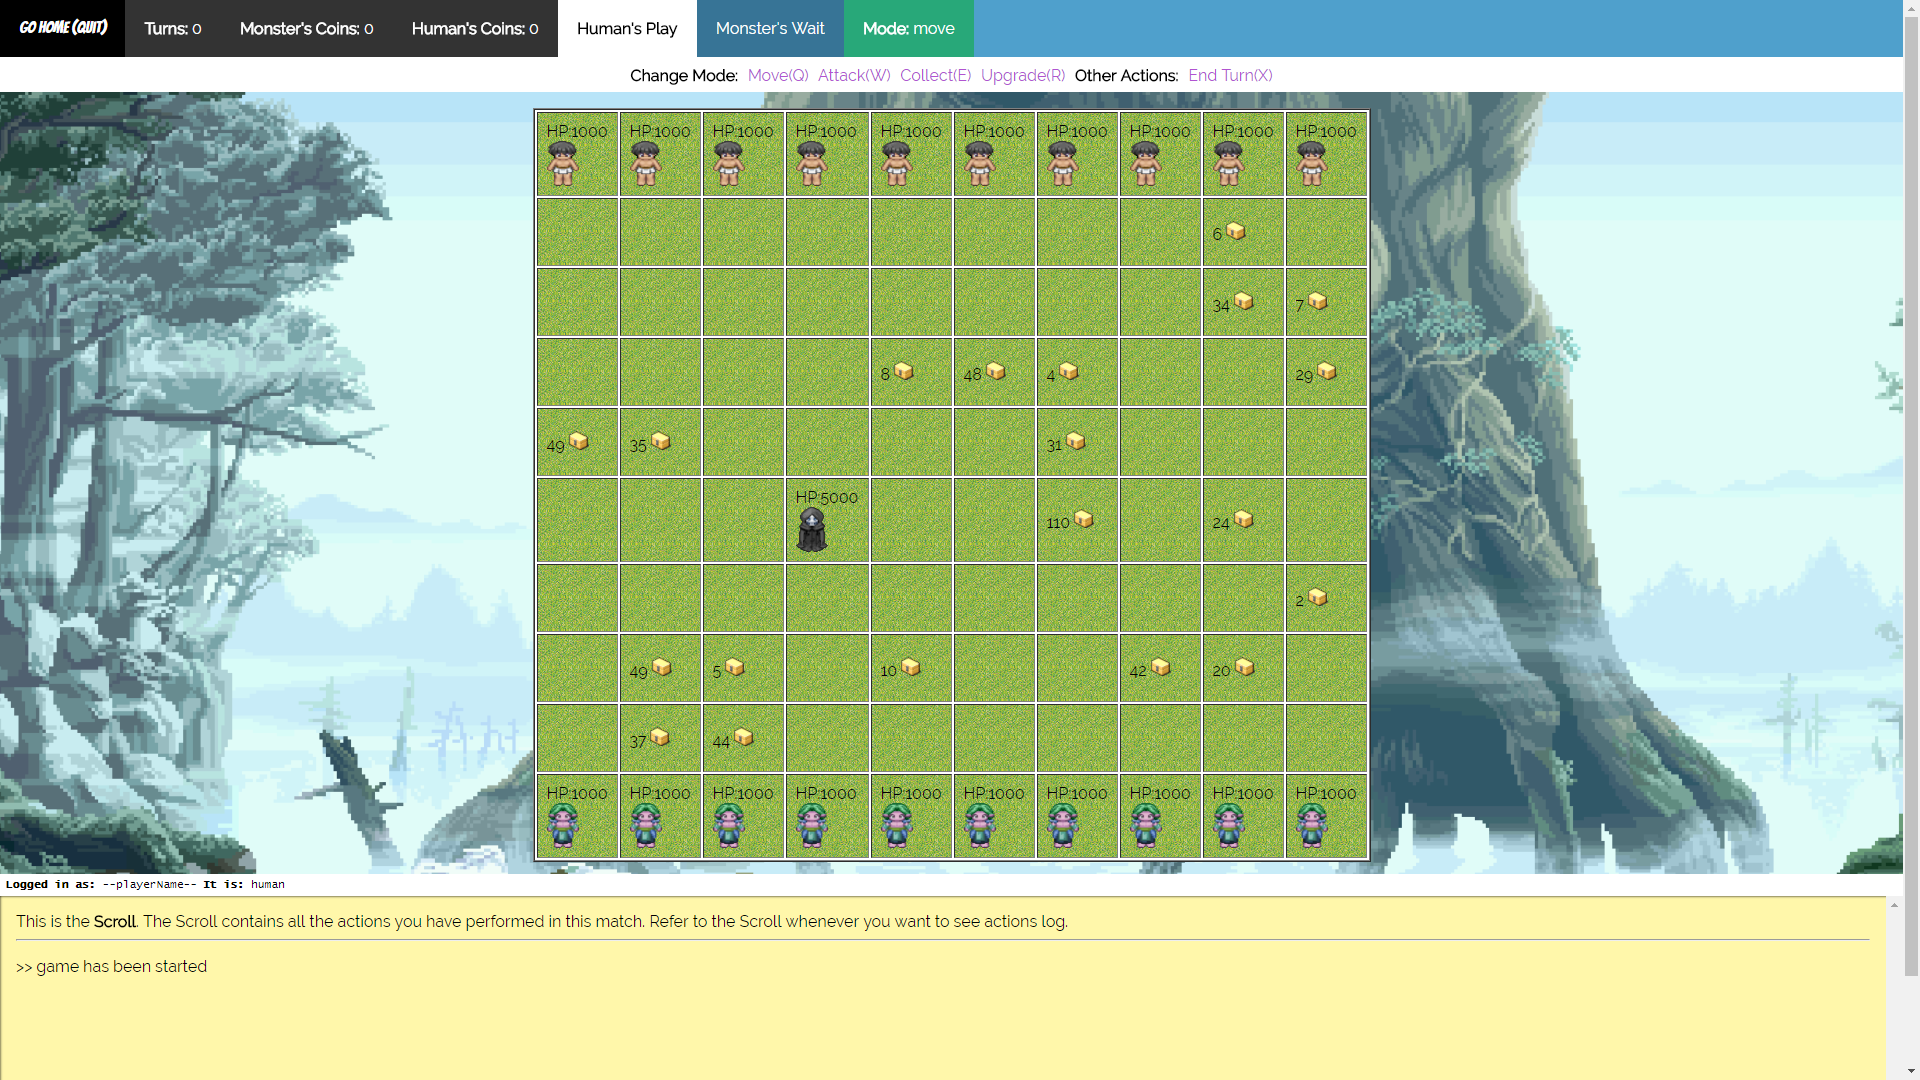 GO HOME (QUIT) Turns: 0 Monster's Coins: 0 Human's Coins: 0 Human's Play Monster's Wait Mode: move
Change Mode: Move(Q) Attack(W) Collect(E) Upgrade(R) Other Actions: End Turn(X)
HP:1000 HP:1000 HP:1000 HP:1000 HP:1000 HP:1000 HP:1000 HP:1000 HP:1000 HP:1000
6
34 7
8 48 4 29
49 35 31
HP:5000
110 24
2
49 5 10 42 20
37 44
HP:1000 HP:1000 HP:1000 HP:1000 HP:1000 HP:1000 HP:1000 HP:1000 HP:1000 HP:1000
Logged in as: --playerName-- It is: human
This is the Scroll. The Scroll contains all the actions you have performed in this match. Refer to the Scroll whenever you want to see actions log.
>> game has been started